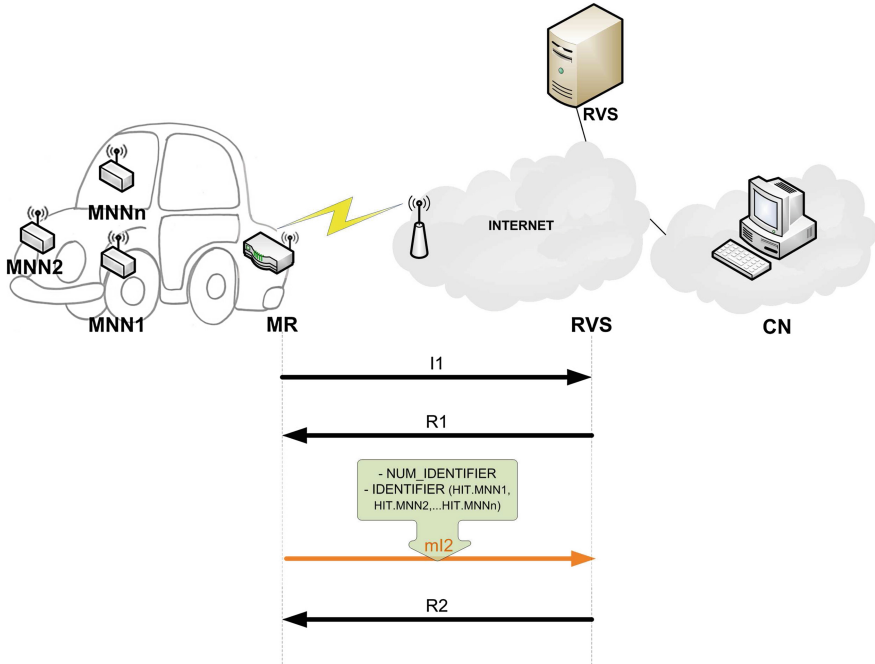 RVS
MNNn
INTERNET
MNN2
MNN1
MR
RVS
CN
I1
R1
- NUM_IDENTIFIER
- IDENTIFIER (HIT.MNN1,
HIT.MNN2,...HIT.MNNn)
mI2
R2